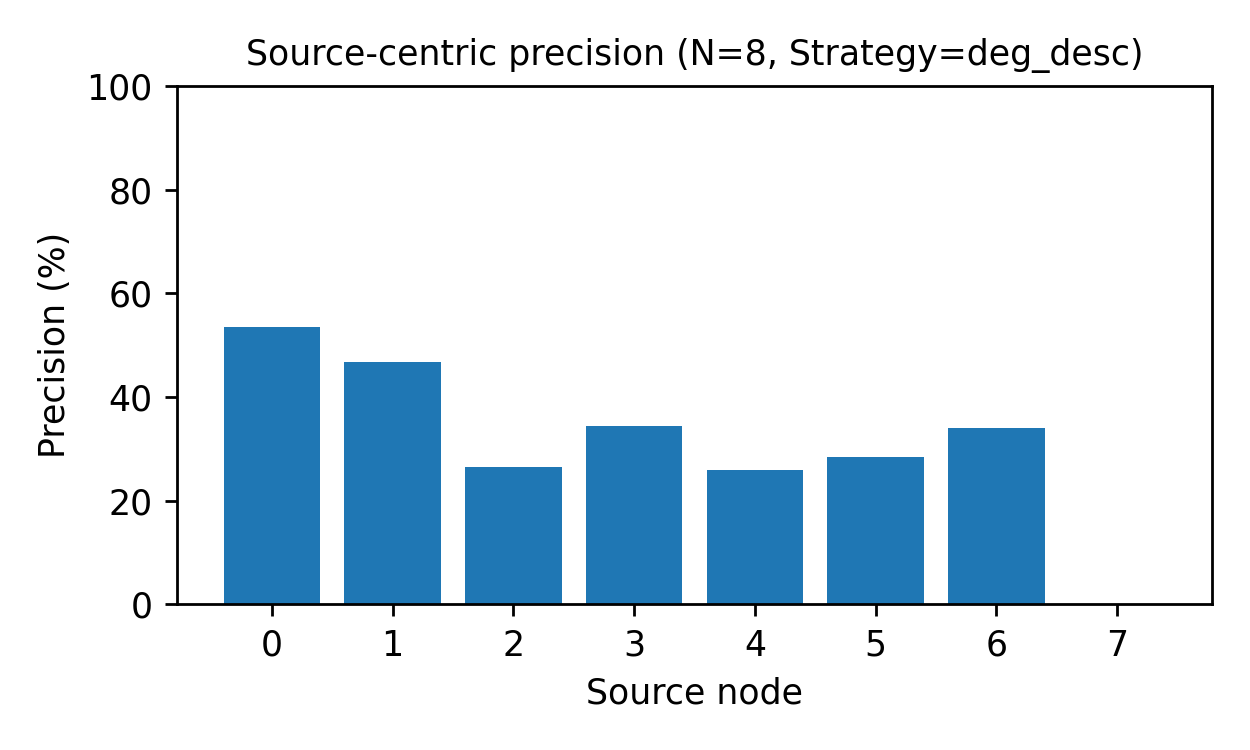 Source-centric precision (N=8, Strategy=deg_desc)
100
80
60
40
20
0
Precision (%)
0 1 2 3 4 5 6 7
Source node